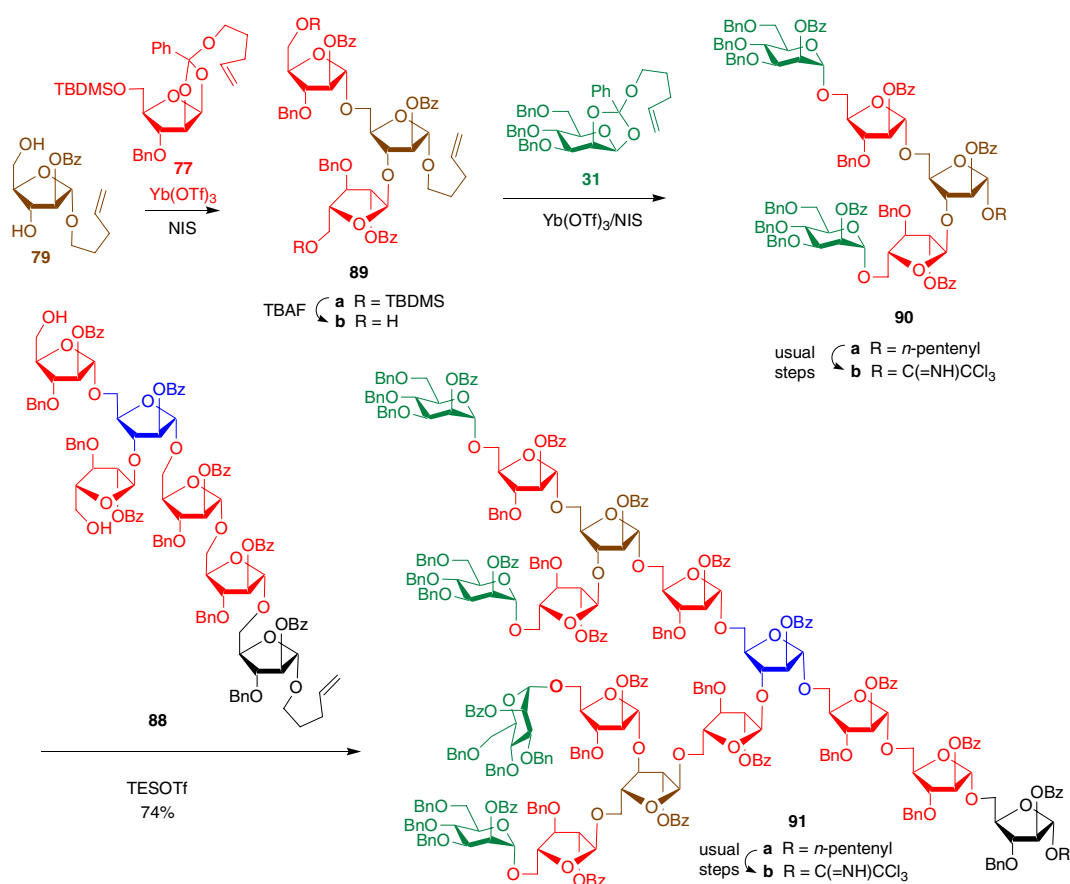 Ph
O
O
O
TBDMSO
O
O
BnO
77
OH
OBz
O
HO
O
79
Yb(OTf)3
NIS
OR
OBz
O
BnO
O
OBz
O
O
O
BnO
O
RO
OBz
89
TBAF
a R = TBDMS
b R = H
Ph
O
O
O
BnO
BnO
BnO
O
O
31
Yb(OTf)3/NIS
BnO
OBz
BnO
BnO
O
O
OBz
O
BnO
O
OBz
O
O
OR
BnO
OBz
BnO
BnO
O
O
BnO
O
OBz
90
usual
steps
a R = n-pentenyl
b R = C(=NH)CCl3
OH
OBz
O
BnO
O
OBz
O
O
O
BnO
O
OH
OBz
OBz
O
BnO
O
OBz
O
BnO
O
OBz
O
BnO
O
88
TESOTf
74%
BnO
OBz
BnO
BnO
O
O
OBz
O
BnO
O
OBz
O
O
O
BnO
OBz
BnO
BnO
O
O
BnO
O
OBz
OBz
O
BnO
O
OBz
O
O
O
O
O
OBz
O
BzO
O
BnO
BnO
OBn
BnO
O
BnO
O
OBz
O
O
OBz
O
BnO
OBz
BnO
BnO
O
O
BnO
O
OBz
OBz
O
BnO
O
OBz
O
BnO
O
OBz
O
BnO
OR
91
usual
steps
a R = n-pentenyl
b R = C(=NH)CCl3